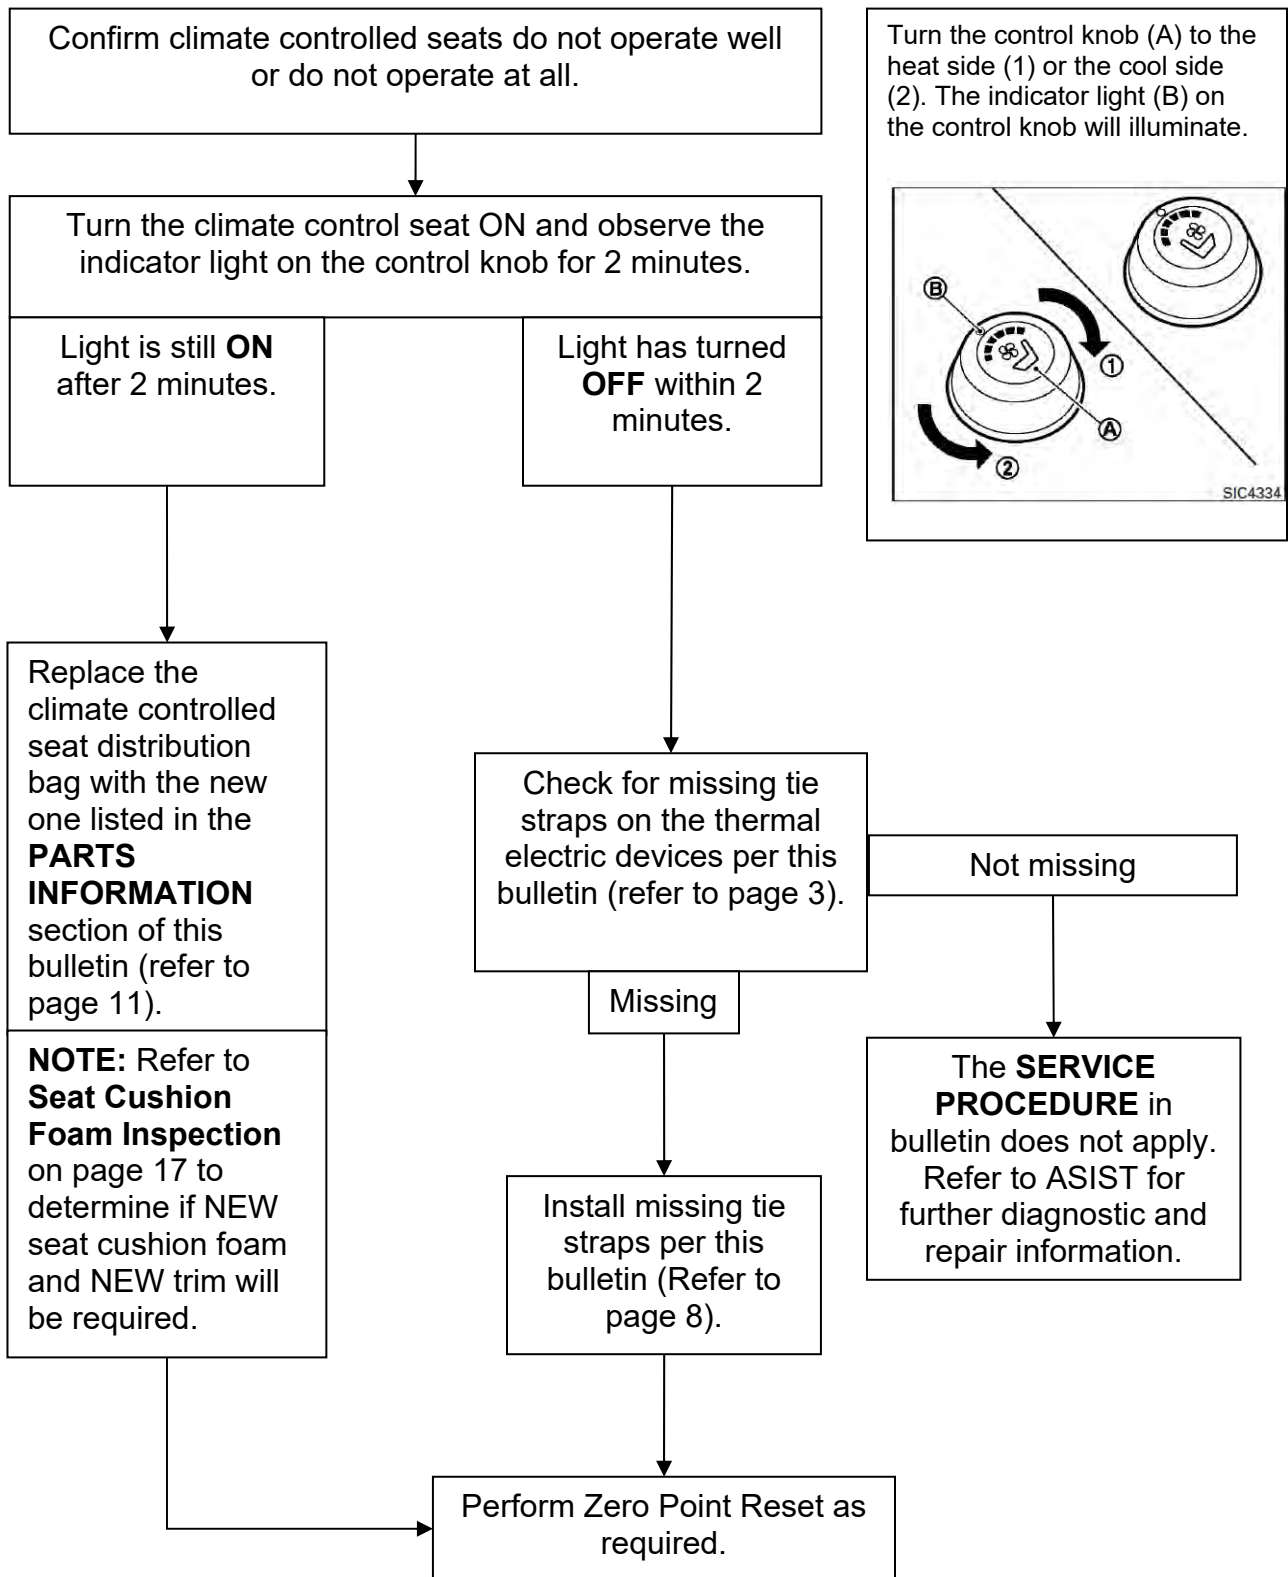 Confirm climate controlled seats do not operate well
or do not operate at all.
Turn the control knob (A) to the
heat side (1) or the cool side
(2). The indicator light (B) on
the control knob will illuminate.
Turn the climate control seat ON and observe the
indicator light on the control knob for 2 minutes.
B
1
A
2
SIC4334
Light is still ON
after 2 minutes.
Light has turned
OFF within 2
minutes.
Replace the
climate controlled
seat distribution
bag with the new
one listed in the
PARTS
INFORMATION
section of this
bulletin (refer to
page 11).
NOTE: Refer to
Seat Cushion
Foam Inspection
on page 17 to
determine if NEW
seat cushion foam
and NEW trim will
be required.
Check for missing tie
straps on the thermal
electric devices per this
bulletin (refer to page 3).
Not missing
Missing
The SERVICE
PROCEDURE in
bulletin does not apply.
Refer to ASIST for
further diagnostic and
repair information.
Install missing tie
straps per this
bulletin (Refer to
page 8).
Perform Zero Point Reset as
required.